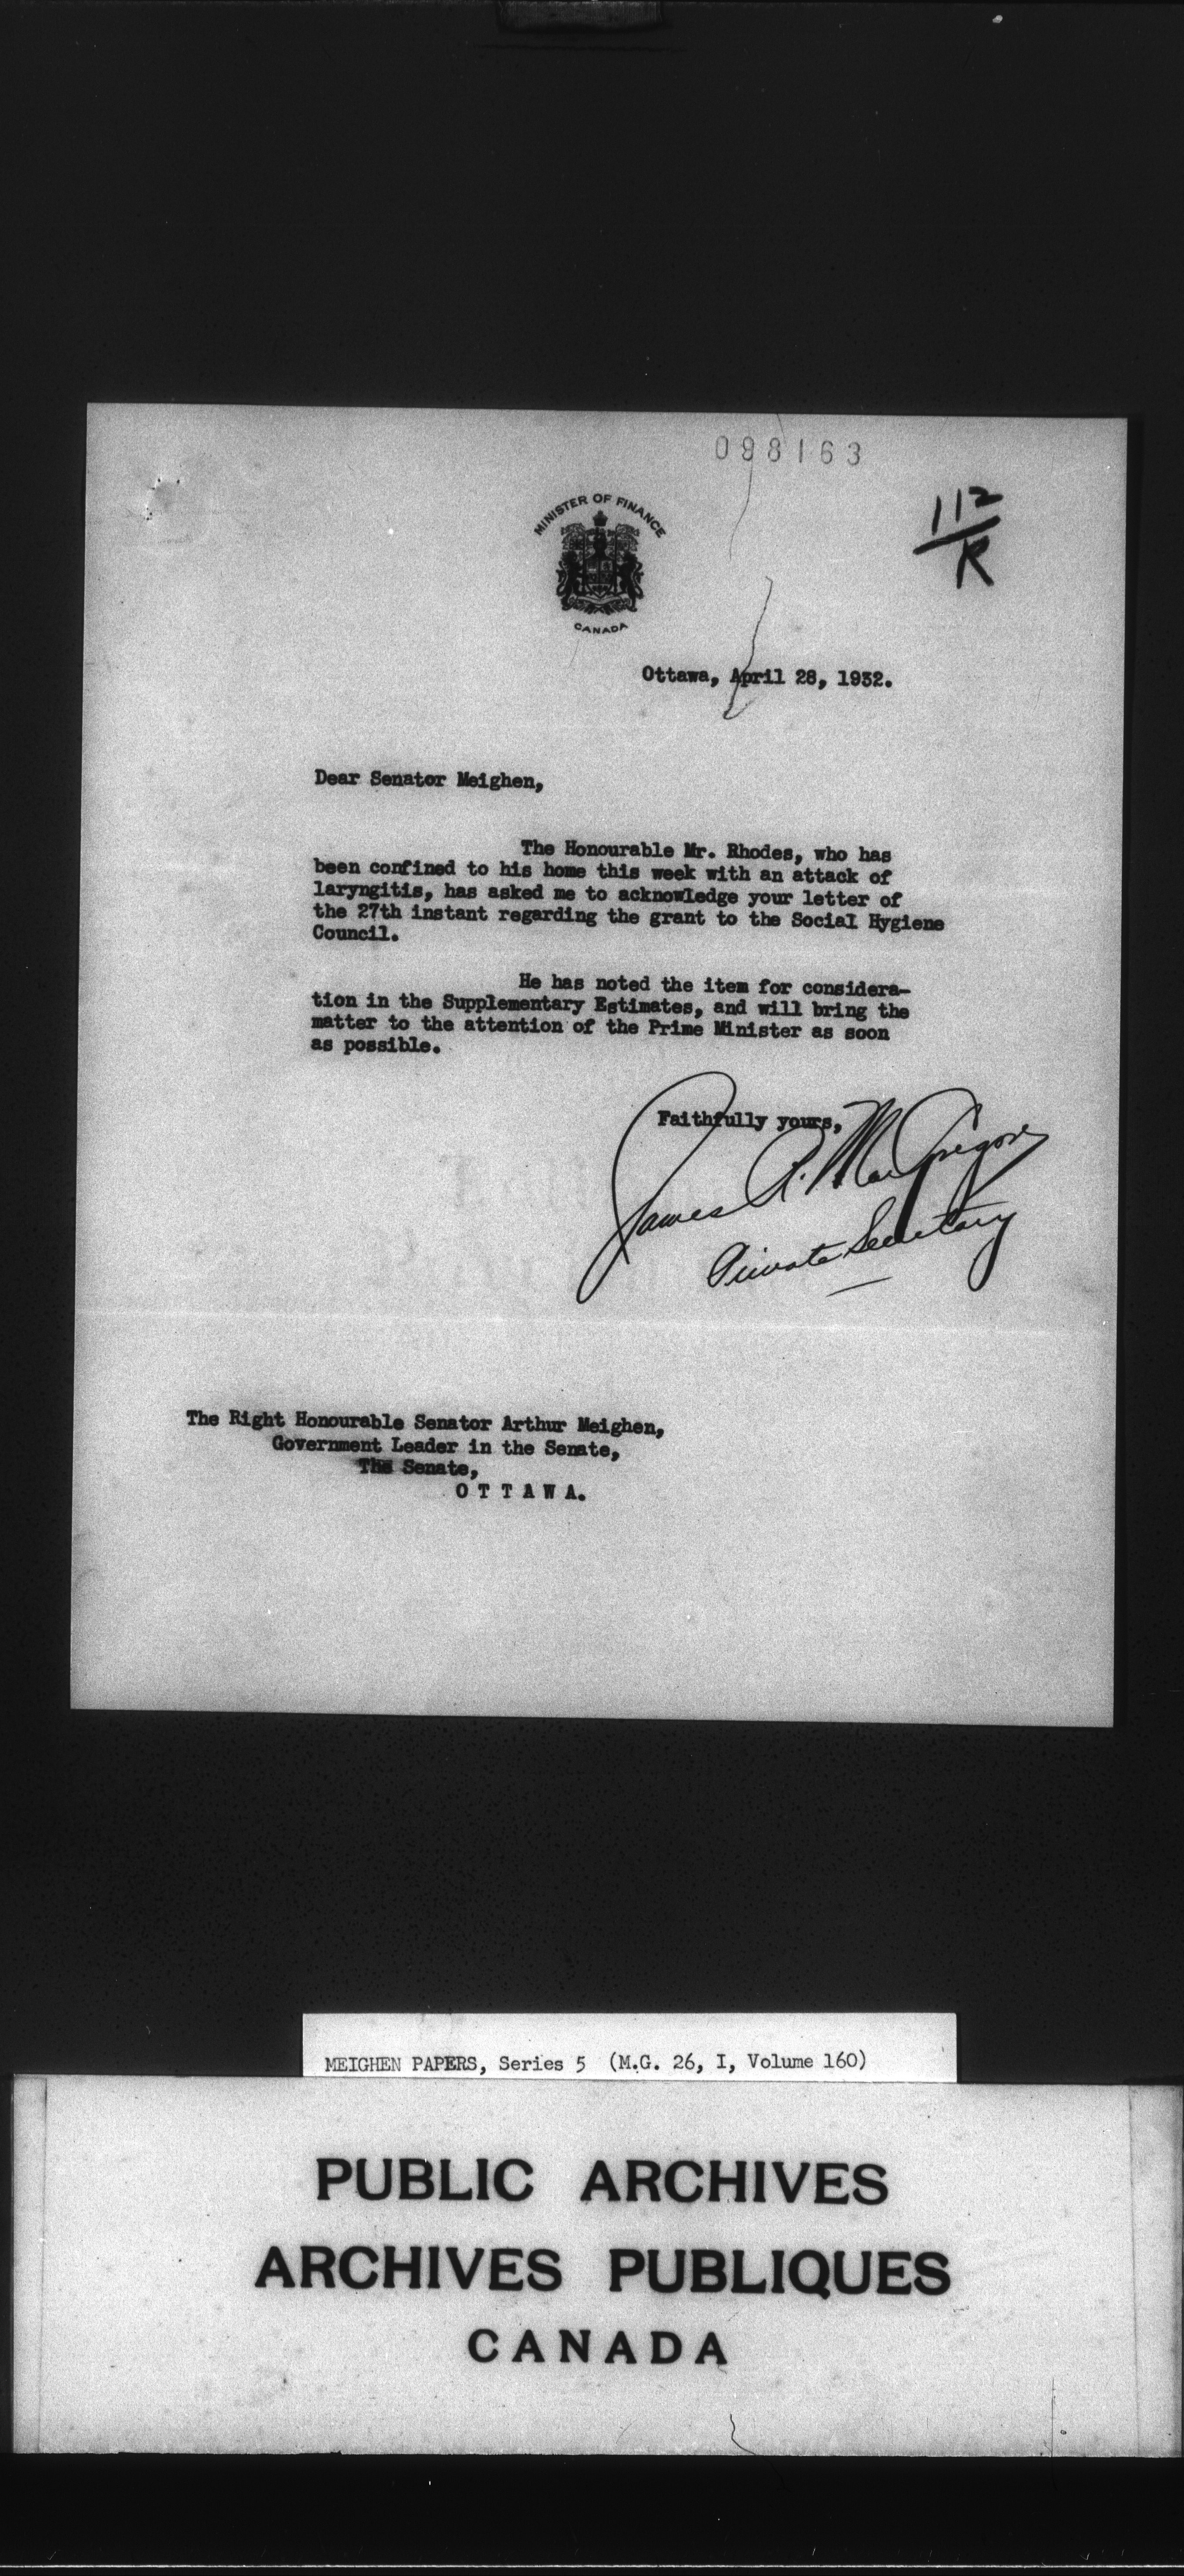 098163
112
K
MINISTER OF FINANCE
CANADA
Ottawa, April 28, 1932.
Dear Senator Meighen,
The Honourable Mr. Rhodes, who has
been confined to his home this week with an attack of
laryngitis, has asked me to acknowledge your letter of
the 27th instant regarding the grant to the Social Hygiene
Council.
He has noted the item for considera-
tion in the Supplementary Estimates, and will bring the
matter to the attention of the Prime Minister as soon
as possible.
Faithfully yours,
James A. MacGregor
Private Secretary
The Right Honourable Senator Arthur Meighen,
Government Leader in the Senate,
The Senate,
O T T A W A.
MEIGHEN PAPERS, Series 5 (M.G. 26, I, Volume 160)
PUBLIC ARCHIVES
ARCHIVES PUBLIQUES
CANADA